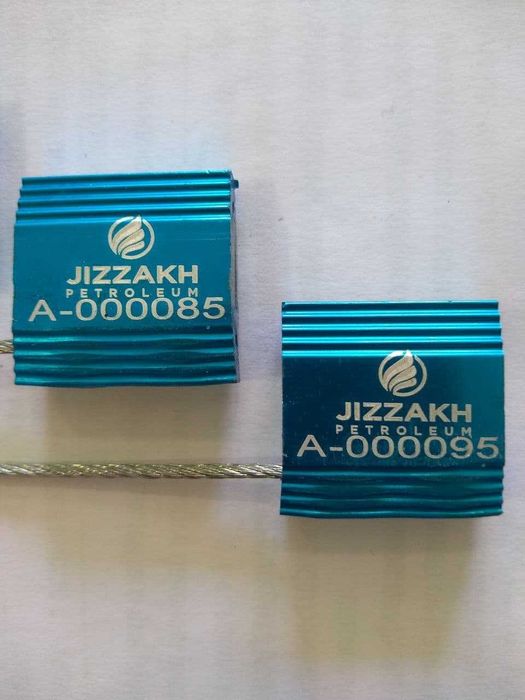 JIZZAKH
PETROLEUM
A-000085
JIZZAKH
PETROLEUM
A-000095